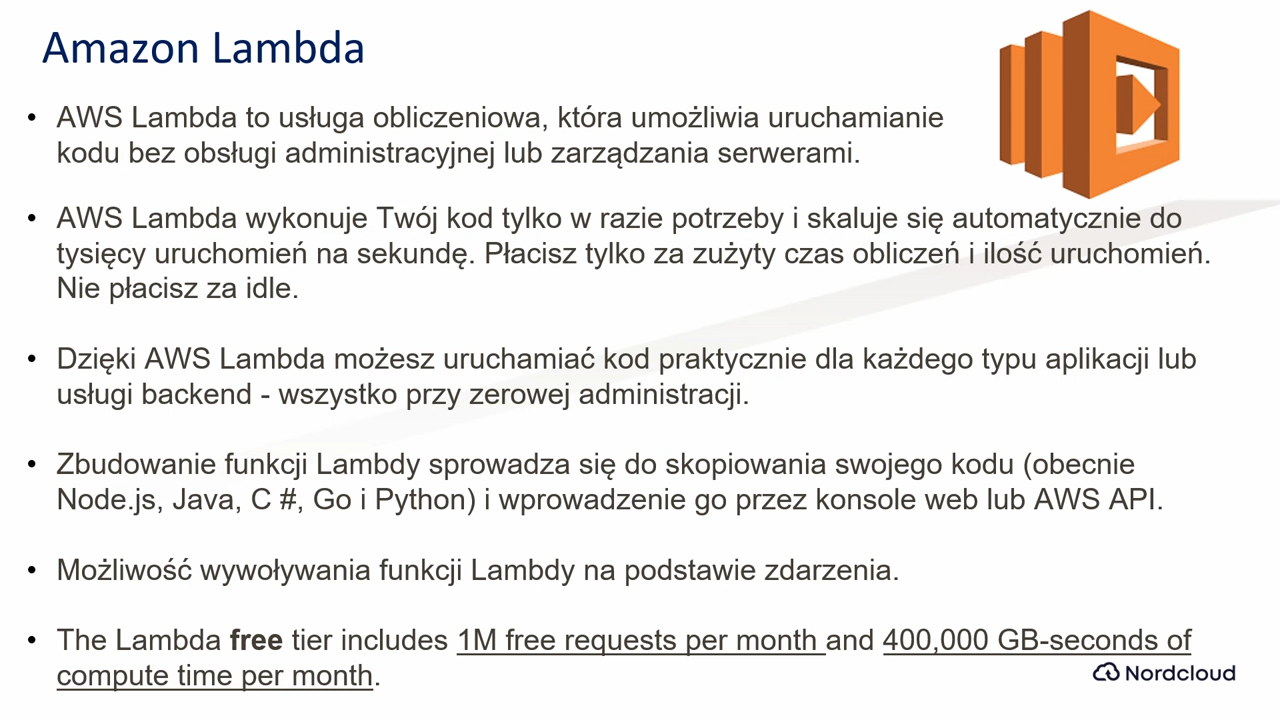 Amazon Lambda
• AWS Lambda to usługa obliczeniowa, która umożliwia uruchamianie
kodu bez obsługi administracyjnej lub zarządzania serwerami.
• AWS Lambda wykonuje Twój kod tylko w razie potrzeby i skaluje się automatycznie do
tysięcy uruchomień na sekundę. Płacisz tylko za zużyty czas obliczeń i ilość uruchomień.
Nie płacisz za idle.
• Dzięki AWS Lambda możesz uruchamiać kod praktycznie dla każdego typu aplikacji lub
usługi backend - wszystko przy zerowej administracji.
• Zbudowanie funkcji Lambdy sprowadza się do skopiowania swojego kodu (obecnie
Node.js, Java, C #, Go i Python) i wprowadzenie go przez konsole web lub AWS API.
• Możliwość wywoływania funkcji Lambdy na podstawie zdarzenia.
• The Lambda free tier includes 1M free requests per month and 400,000 GB-seconds of
compute time per month.
Nordcloud